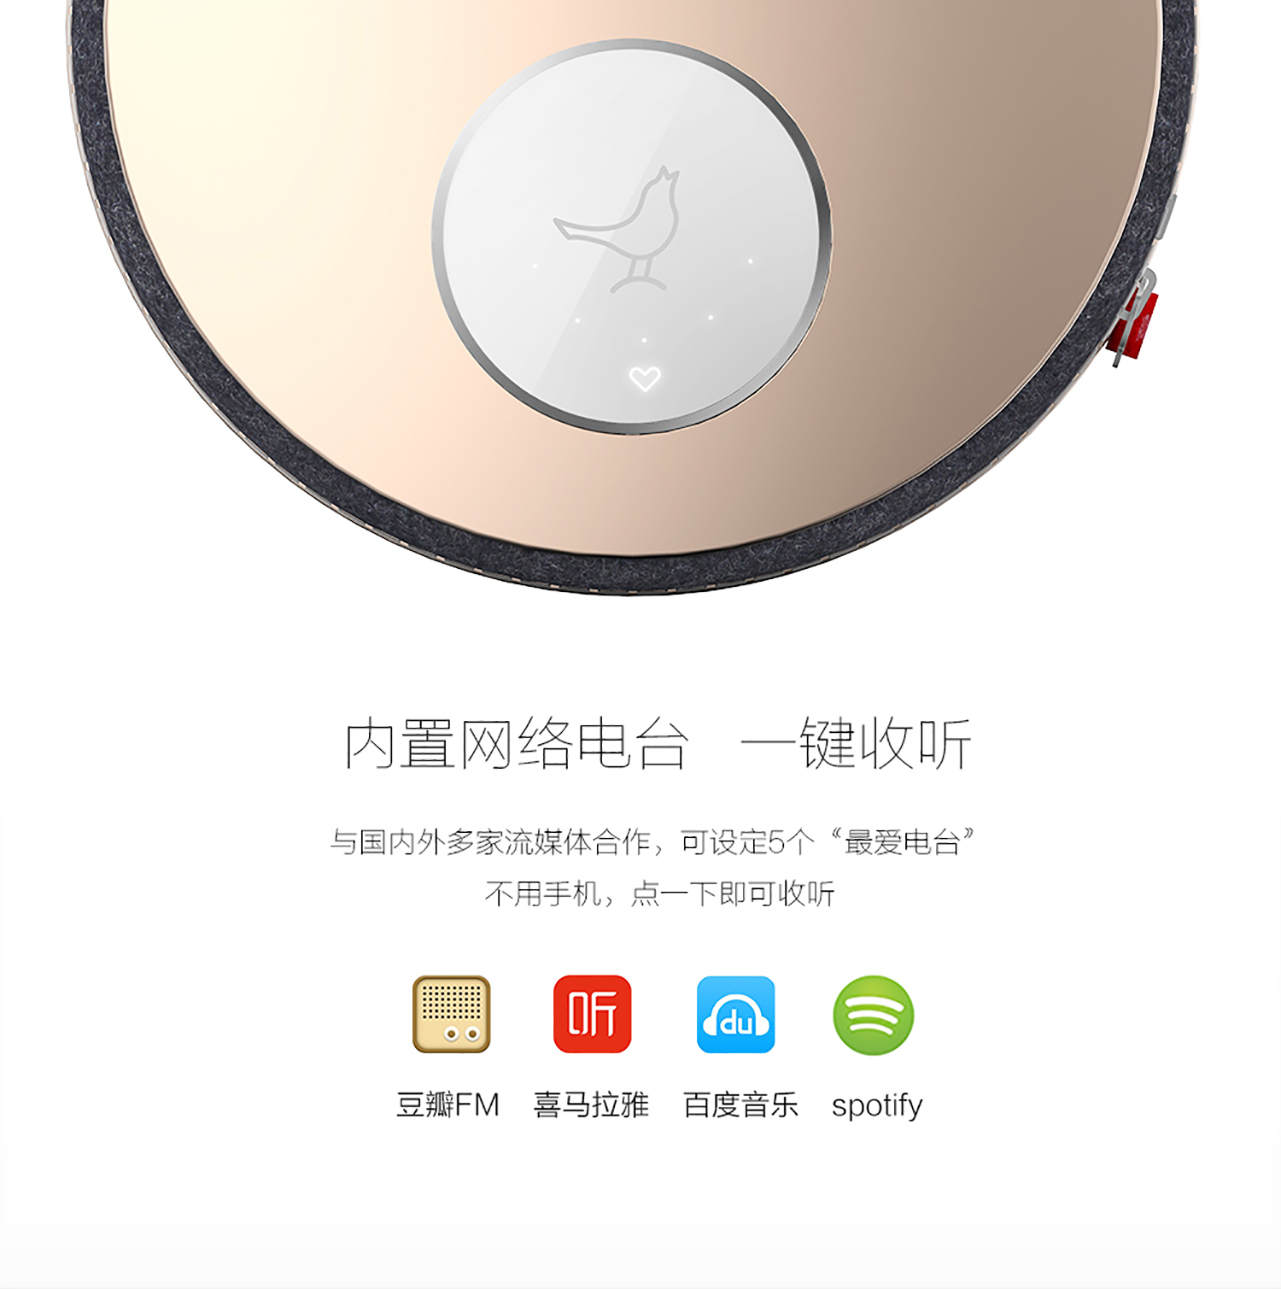 内置网络电台 一键收听
与国内外多家流媒体合作，可设定5个“最爱电台”
不用手机，点一下即可收听
听
du
豆瓣FM 喜马拉雅 百度音乐 spotify